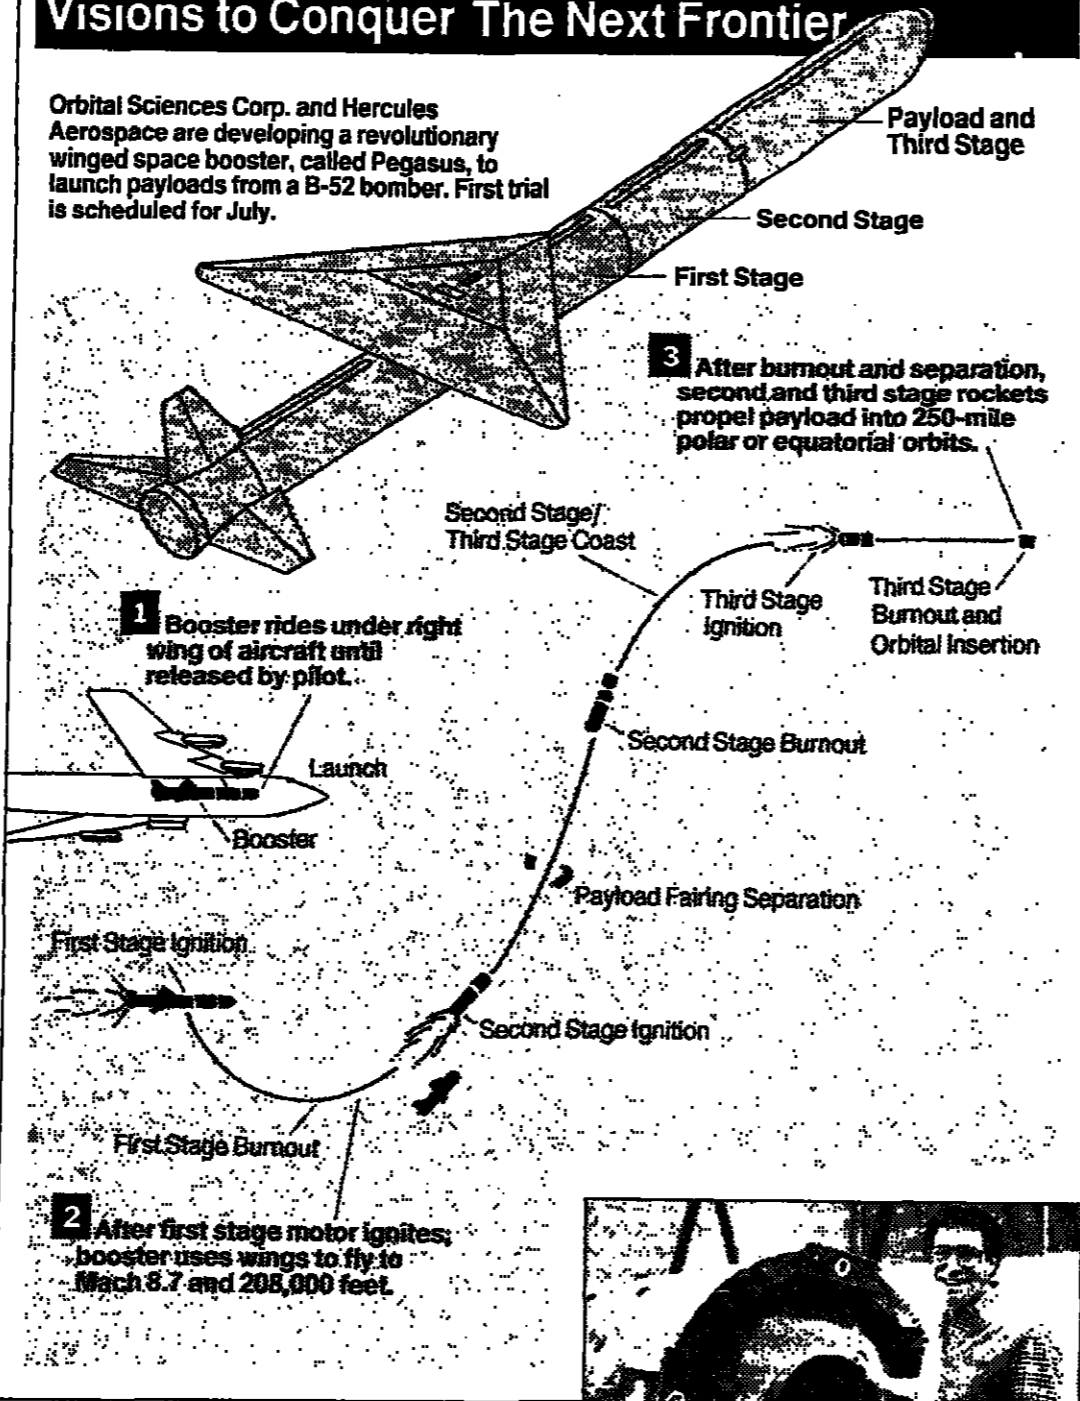 Visions to Conquer The Next Frontier
Orbital Sciences Corp. and Hercules
Aerospace are developing a revolutionary
winged space booster, called Pegasus, to
launch payloads from a B-52 bomber. First trial
is scheduled for July.
Payload and
Third Stage
Second Stage
First Stage
3 After burnout and separation,
second and third stage rockets
propel payload into 250-mile
polar or equatorial orbits.
Second Stage/
Third Stage Coast
Third Stage
Ignition
Third Stage
Burnout and
Orbital Insertion
1 Booster rides under right
wing of aircraft until
released by pilot.
Second Stage Burnout
Launch
Booster
Payload Fairing Separation
First Stage Ignition
Second Stage Ignition
First Stage Burnout
2 After first stage motor ignites,
booster uses wings to fly to
Mach 8.7 and 208,000 feet.